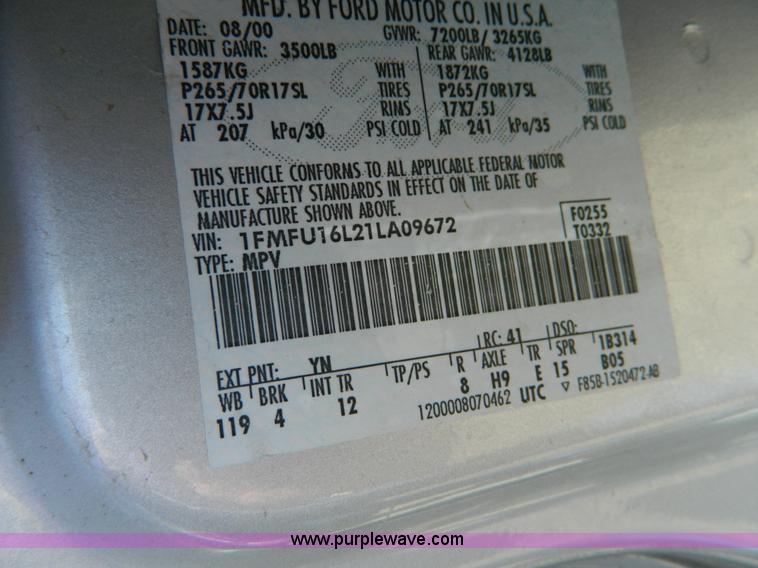 MFD. BY FORD MOTOR CO. IN U.S.A.
DATE: 08/00 GVWR: 7200LB/ 3265KG
FRONT GAWR: 3500LB REAR GAWR: 4128LB
1587KG WITH 1872KG WITH
P265/70R17SL TIRES P265/70R17SL TIRES
17X7.5J RIMS 17X7.5J RIMS
AT 207 kPa/30 PSI COLD AT 241 kPa/35 PSI COLD
THIS VEHICLE CONFORMS TO ALL APPLICABLE FEDERAL MOTOR
VEHICLE SAFETY STANDARDS IN EFFECT ON THE DATE OF
MANUFACTURE SHOWN ABOVE.
VIN: 1FMFU16L21LA09672 F0255
TYPE: MPV T0332
EXT PNT: YN RC: 41 DSO:
WB BRK INT TR TP/PS R AXLE TR SPR 1B314
119 4 12 8 H9 E 15 B05
1200008070462 UTC F85B-1520472-AB
www.purplewave.com